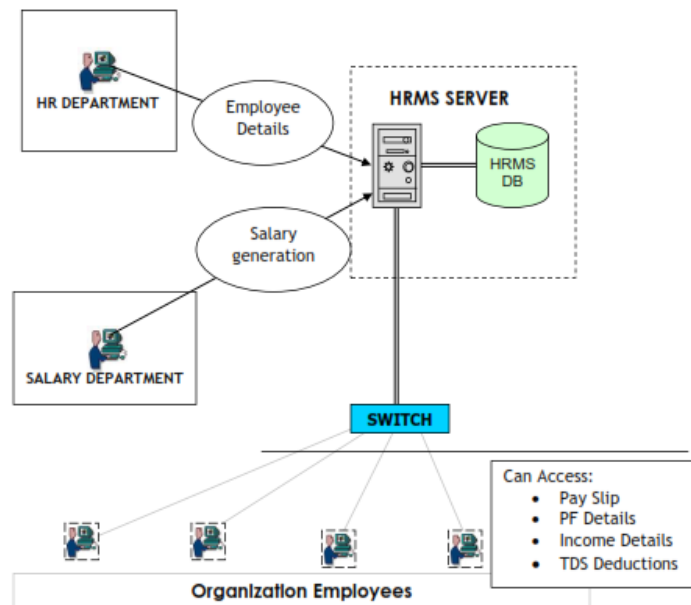 HR DEPARTMENT
Employee
Details
HRMS SERVER
HRMS
DB
Salary
generation
SALARY DEPARTMENT
SWITCH
Can Access:
• Pay Slip
• PF Details
• Income Details
• TDS Deductions
Organization Employees